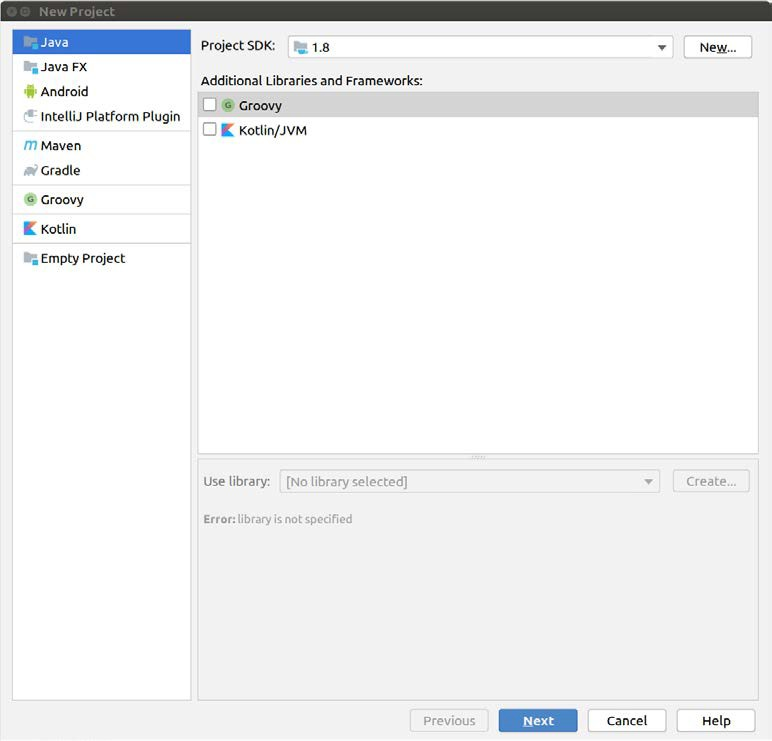 New Project
Java
Java FX
Android
IntelliJ Platform Plugin
Maven
Gradle
Groovy
Kotlin
Empty Project
Project SDK: 1.8 New...
Additional Libraries and Frameworks:
Groovy
Kotlin/JVM
Use library: [No library selected] Create...
Error: library is not specified
Previous Next Cancel Help